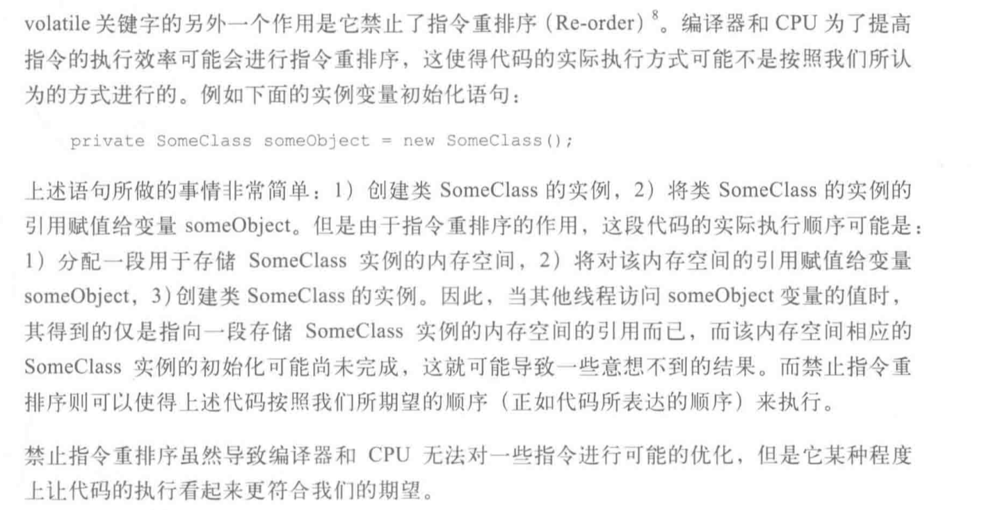 volatile 关键字的另外一个作用是它禁止了指令重排序（Re-order）⁸。编译器和 CPU 为了提高
指令的执行效率可能会进行指令重排序，这使得代码的实际执行方式可能不是按照我们所认
为的方式进行的。例如下面的实例变量初始化语句：
private SomeClass someObject = new SomeClass();
上述语句所做的事情非常简单：1）创建类 SomeClass 的实例，2）将类 SomeClass 的实例的
引用赋值给变量 someObject。但是由于指令重排序的作用，这段代码的实际执行顺序可能是：
1）分配一段用于存储 SomeClass 实例的内存空间，2）将对该内存空间的引用赋值给变量
someObject，3）创建类 SomeClass 的实例。因此，当其他线程访问 someObject 变量的值时，
其得到的仅是指向一段存储 SomeClass 实例的内存空间的引用而已，而该内存空间相应的
SomeClass 实例的初始化可能尚未完成，这就可能导致一些意想不到的结果。而禁止指令重
排序则可以使得上述代码按照我们所期望的顺序（正如代码所表达的顺序）来执行。
禁止指令重排序虽然导致编译器和 CPU 无法对一些指令进行可能的优化，但是它某种程度
上让代码的执行看起来更符合我们的期望。